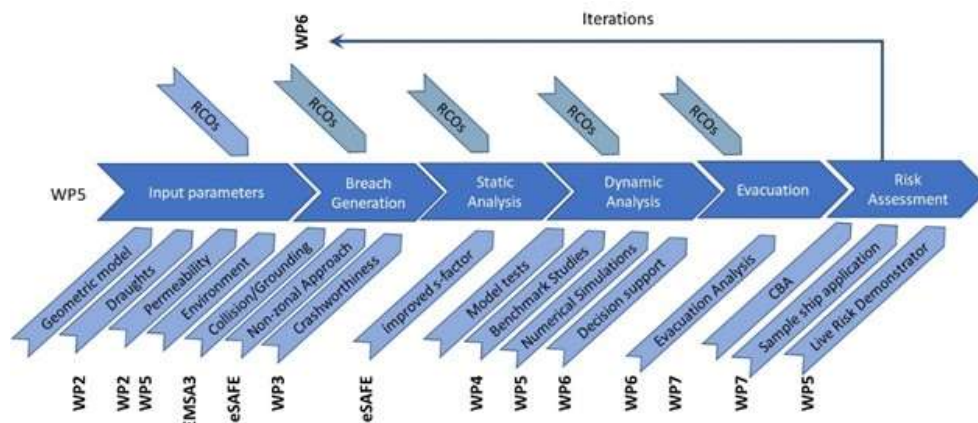 WP6
Iterations
RCOs
RCOs
RCOs
RCOs
RCOs
WP5
Input parameters
Breach
Generation
Static
Analysis
Dynamic
Analysis
Evacuation
Risk
Assessment
Geometric model
Draughts
Permeability
Environment
Collision/Grounding
Non-zonal Approach
Crashworthiness
improved s-factor
Model tests
Benchmark Studies
Numerical Simulations
Decision support
Evacuation Analysis
CBA
Sample ship application
Live Risk Demonstrator
WP2
WP2
WP5
EMSA3
eSAFE
WP3
eSAFE
WP4
WP5
WP6
WP6
WP7
WP7
WP5